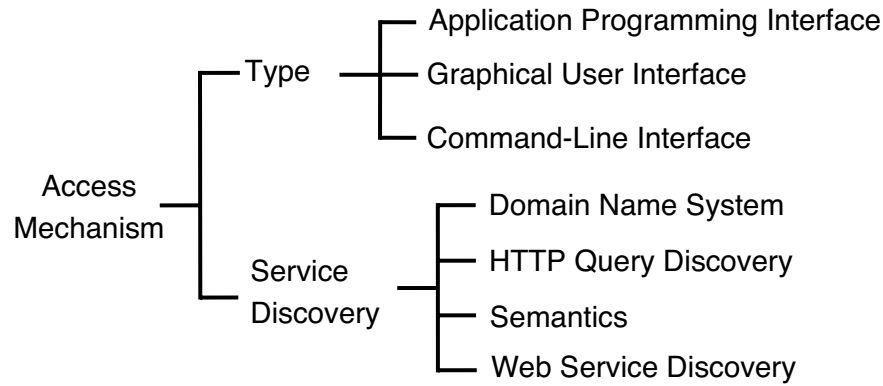 Application Programming Interface
Type
Graphical User Interface
Command-Line Interface
Access
Mechanism
Domain Name System
HTTP Query Discovery
Service
Discovery
Semantics
Web Service Discovery